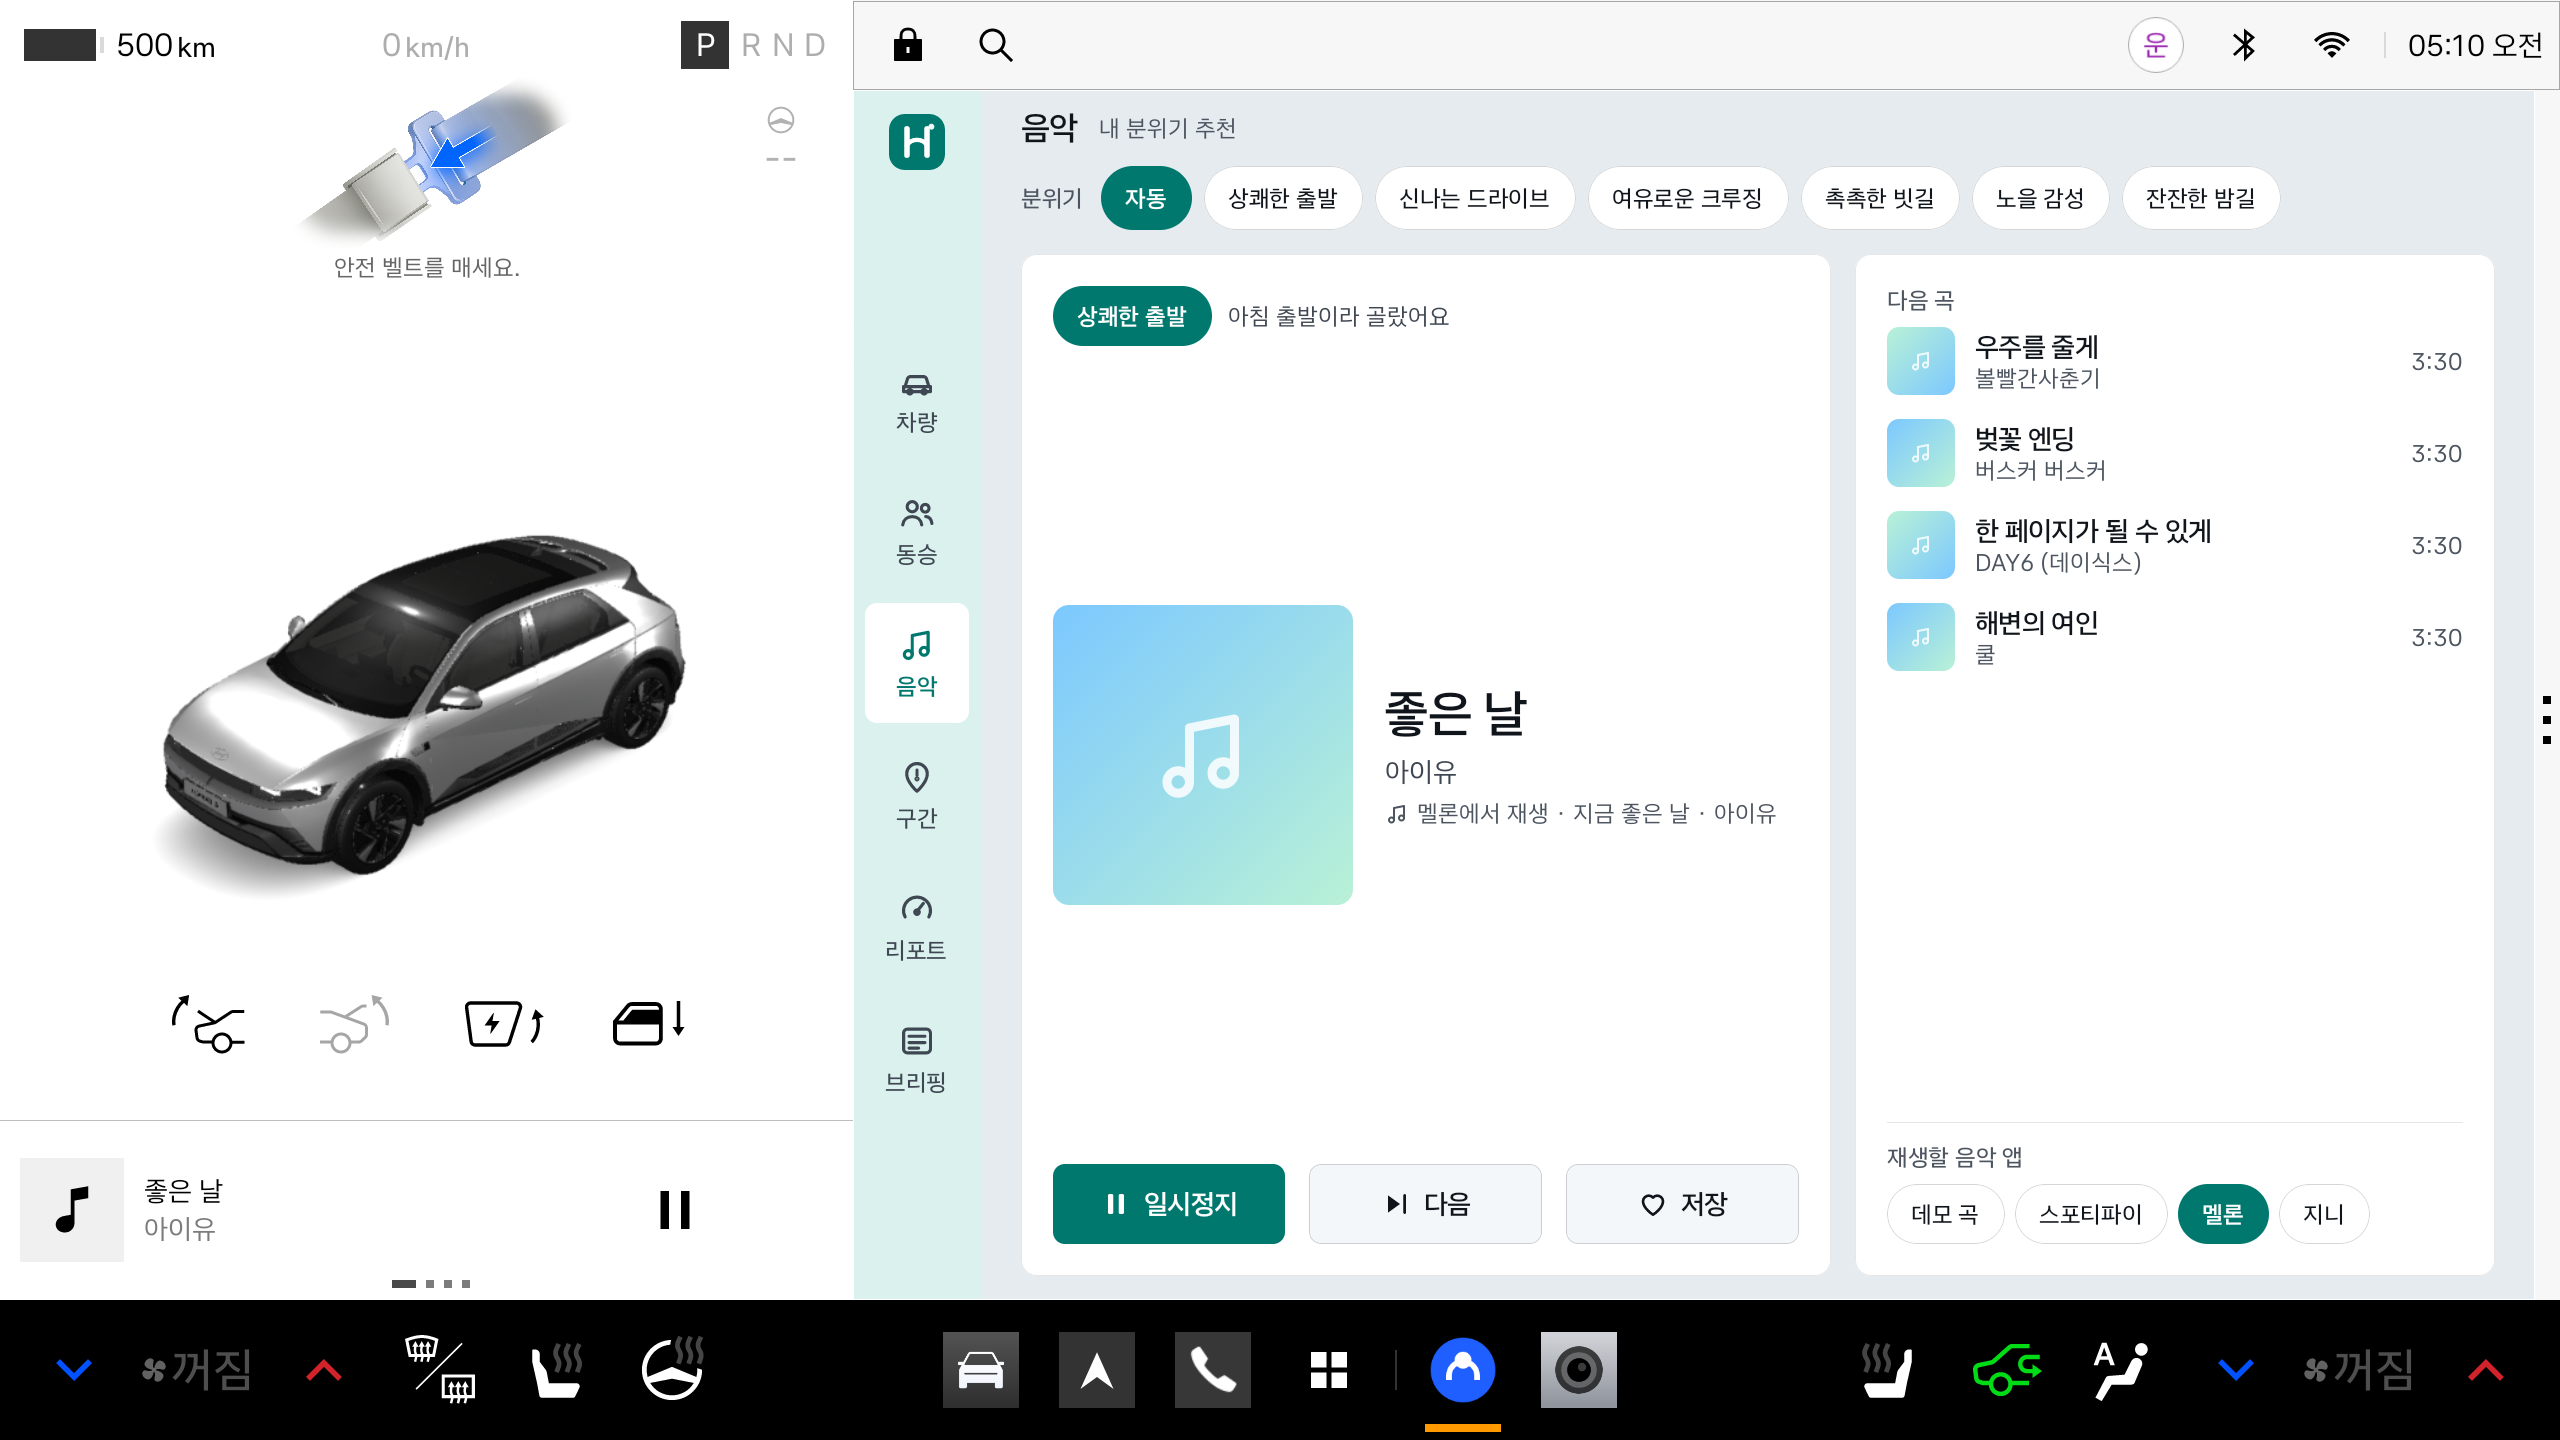 500 km
0 km/h
P R N D
운
05:10 오전
안전 벨트를 매세요.
좋은 날
아이유
차량
동승
음악
구간
리포트
브리핑
음악 내 분위기 추천
분위기 자동 상쾌한 출발 신나는 드라이브 여유로운 크루징 촉촉한 빗길 노을 감성 잔잔한 밤길
상쾌한 출발 아침 출발이라 골랐어요
좋은 날
아이유
멜론에서 재생 · 지금 좋은 날 · 아이유
일시정지 다음 저장
다음 곡
우주를 줄게
볼빨간사춘기
3:30
벚꽃 엔딩
버스커 버스커
3:30
한 페이지가 될 수 있게
DAY6 (데이식스)
3:30
해변의 여인
쿨
3:30
재생할 음악 앱
데모 곡 스포티파이 멜론 지니
꺼짐
A
꺼짐